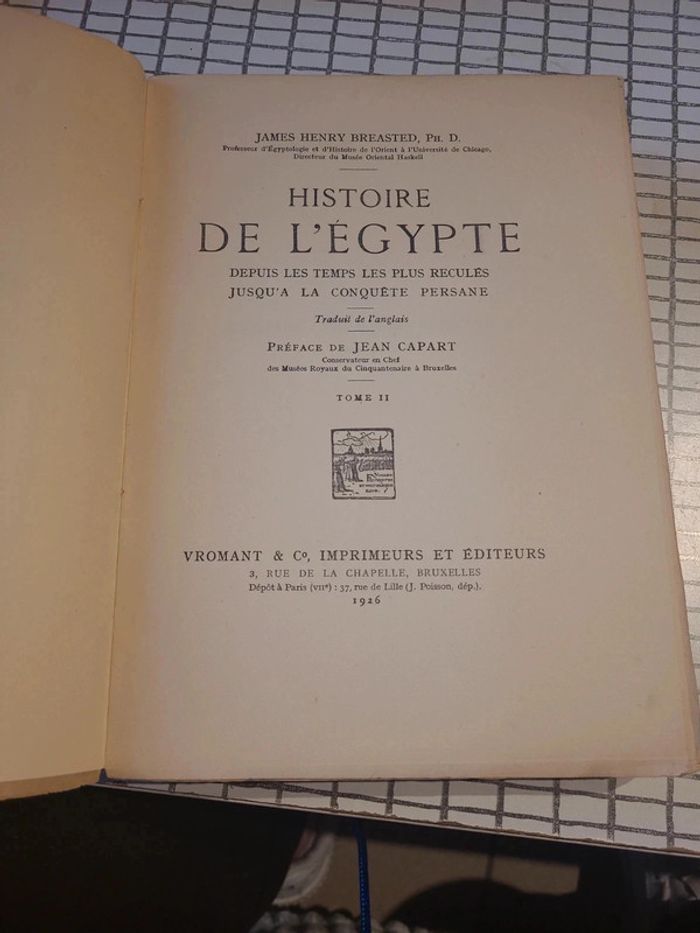 JAMES HENRY BREASTED, PH. D.
Professeur d'Égyptologie et d'Histoire de l'Orient à l'Université de Chicago,
Directeur du Musée Oriental Haskell
HISTOIRE
DE L'ÉGYPTE
DEPUIS LES TEMPS LES PLUS RECULÉS
JUSQU'A LA CONQUÊTE PERSANE
Traduit de l'anglais
PRÉFACE DE JEAN CAPART
Conservateur en Chef
des Musées Royaux du Cinquantenaire à Bruxelles
TOME II
VROMANT & Cº, IMPRIMEURS ET ÉDITEURS
3, RUE DE LA CHAPELLE, BRUXELLES
Dépôt à Paris (VIIᵉ) : 37, rue de Lille (J. Poisson, dép.).
1926